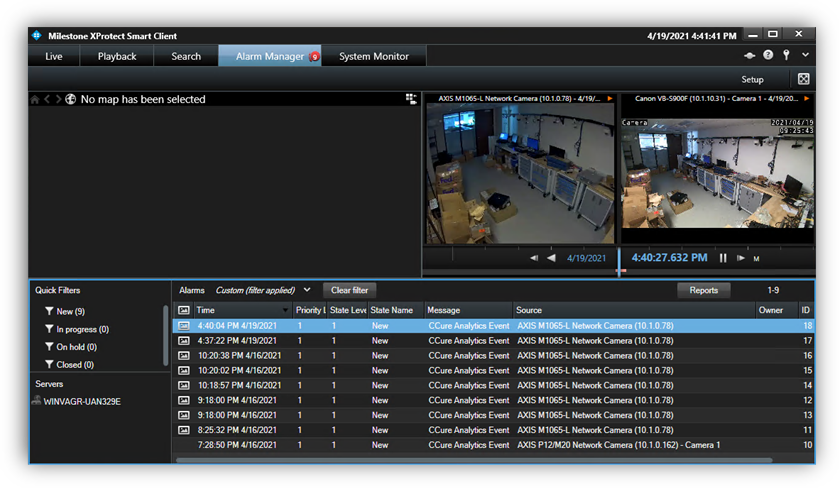 Milestone XProtect Smart Client
4/19/2021 4:41:41 PM
Live Playback Search Alarm Manager 9 System Monitor
Setup
No map has been selected
AXIS M1065-L Network Camera (10.1.0.78) - 4/19/...
Canon VB-S900F (10.1.10.31) - Camera 1 - 4/19/20...
Camera 2021/04/19
09:25:43
4/19/2021 4:40:27.632 PM M
Quick Filters
New (9)
In progress (0)
On hold (0)
Closed (0)
Servers
WINVAGR-UAN329E
Alarms Custom (filter applied) Clear filter Reports 1-9
Time Priority L State Leve State Name Message Source Owner ID
4:40:04 PM 4/19/2021 1 1 New CCure Analytics Event AXIS M1065-L Network Camera (10.1.0.78) 18
4:37:22 PM 4/19/2021 1 1 New CCure Analytics Event AXIS M1065-L Network Camera (10.1.0.78) 17
10:20:38 PM 4/16/2021 1 1 New CCure Analytics Event AXIS M1065-L Network Camera (10.1.0.78) 16
10:20:02 PM 4/16/2021 1 1 New CCure Analytics Event AXIS M1065-L Network Camera (10.1.0.78) 15
10:18:57 PM 4/16/2021 1 1 New CCure Analytics Event AXIS M1065-L Network Camera (10.1.0.78) 14
9:18:00 PM 4/16/2021 1 1 New CCure Analytics Event AXIS M1065-L Network Camera (10.1.0.78) 12
9:18:00 PM 4/16/2021 1 1 New CCure Analytics Event AXIS M1065-L Network Camera (10.1.0.78) 13
8:25:32 PM 4/16/2021 1 1 New CCure Analytics Event AXIS M1065-L Network Camera (10.1.0.78) 11
7:28:50 PM 4/16/2021 1 1 New CCure Analytics Event AXIS P12/M20 Network Camera (10.1.0.162) - Camera 1 10